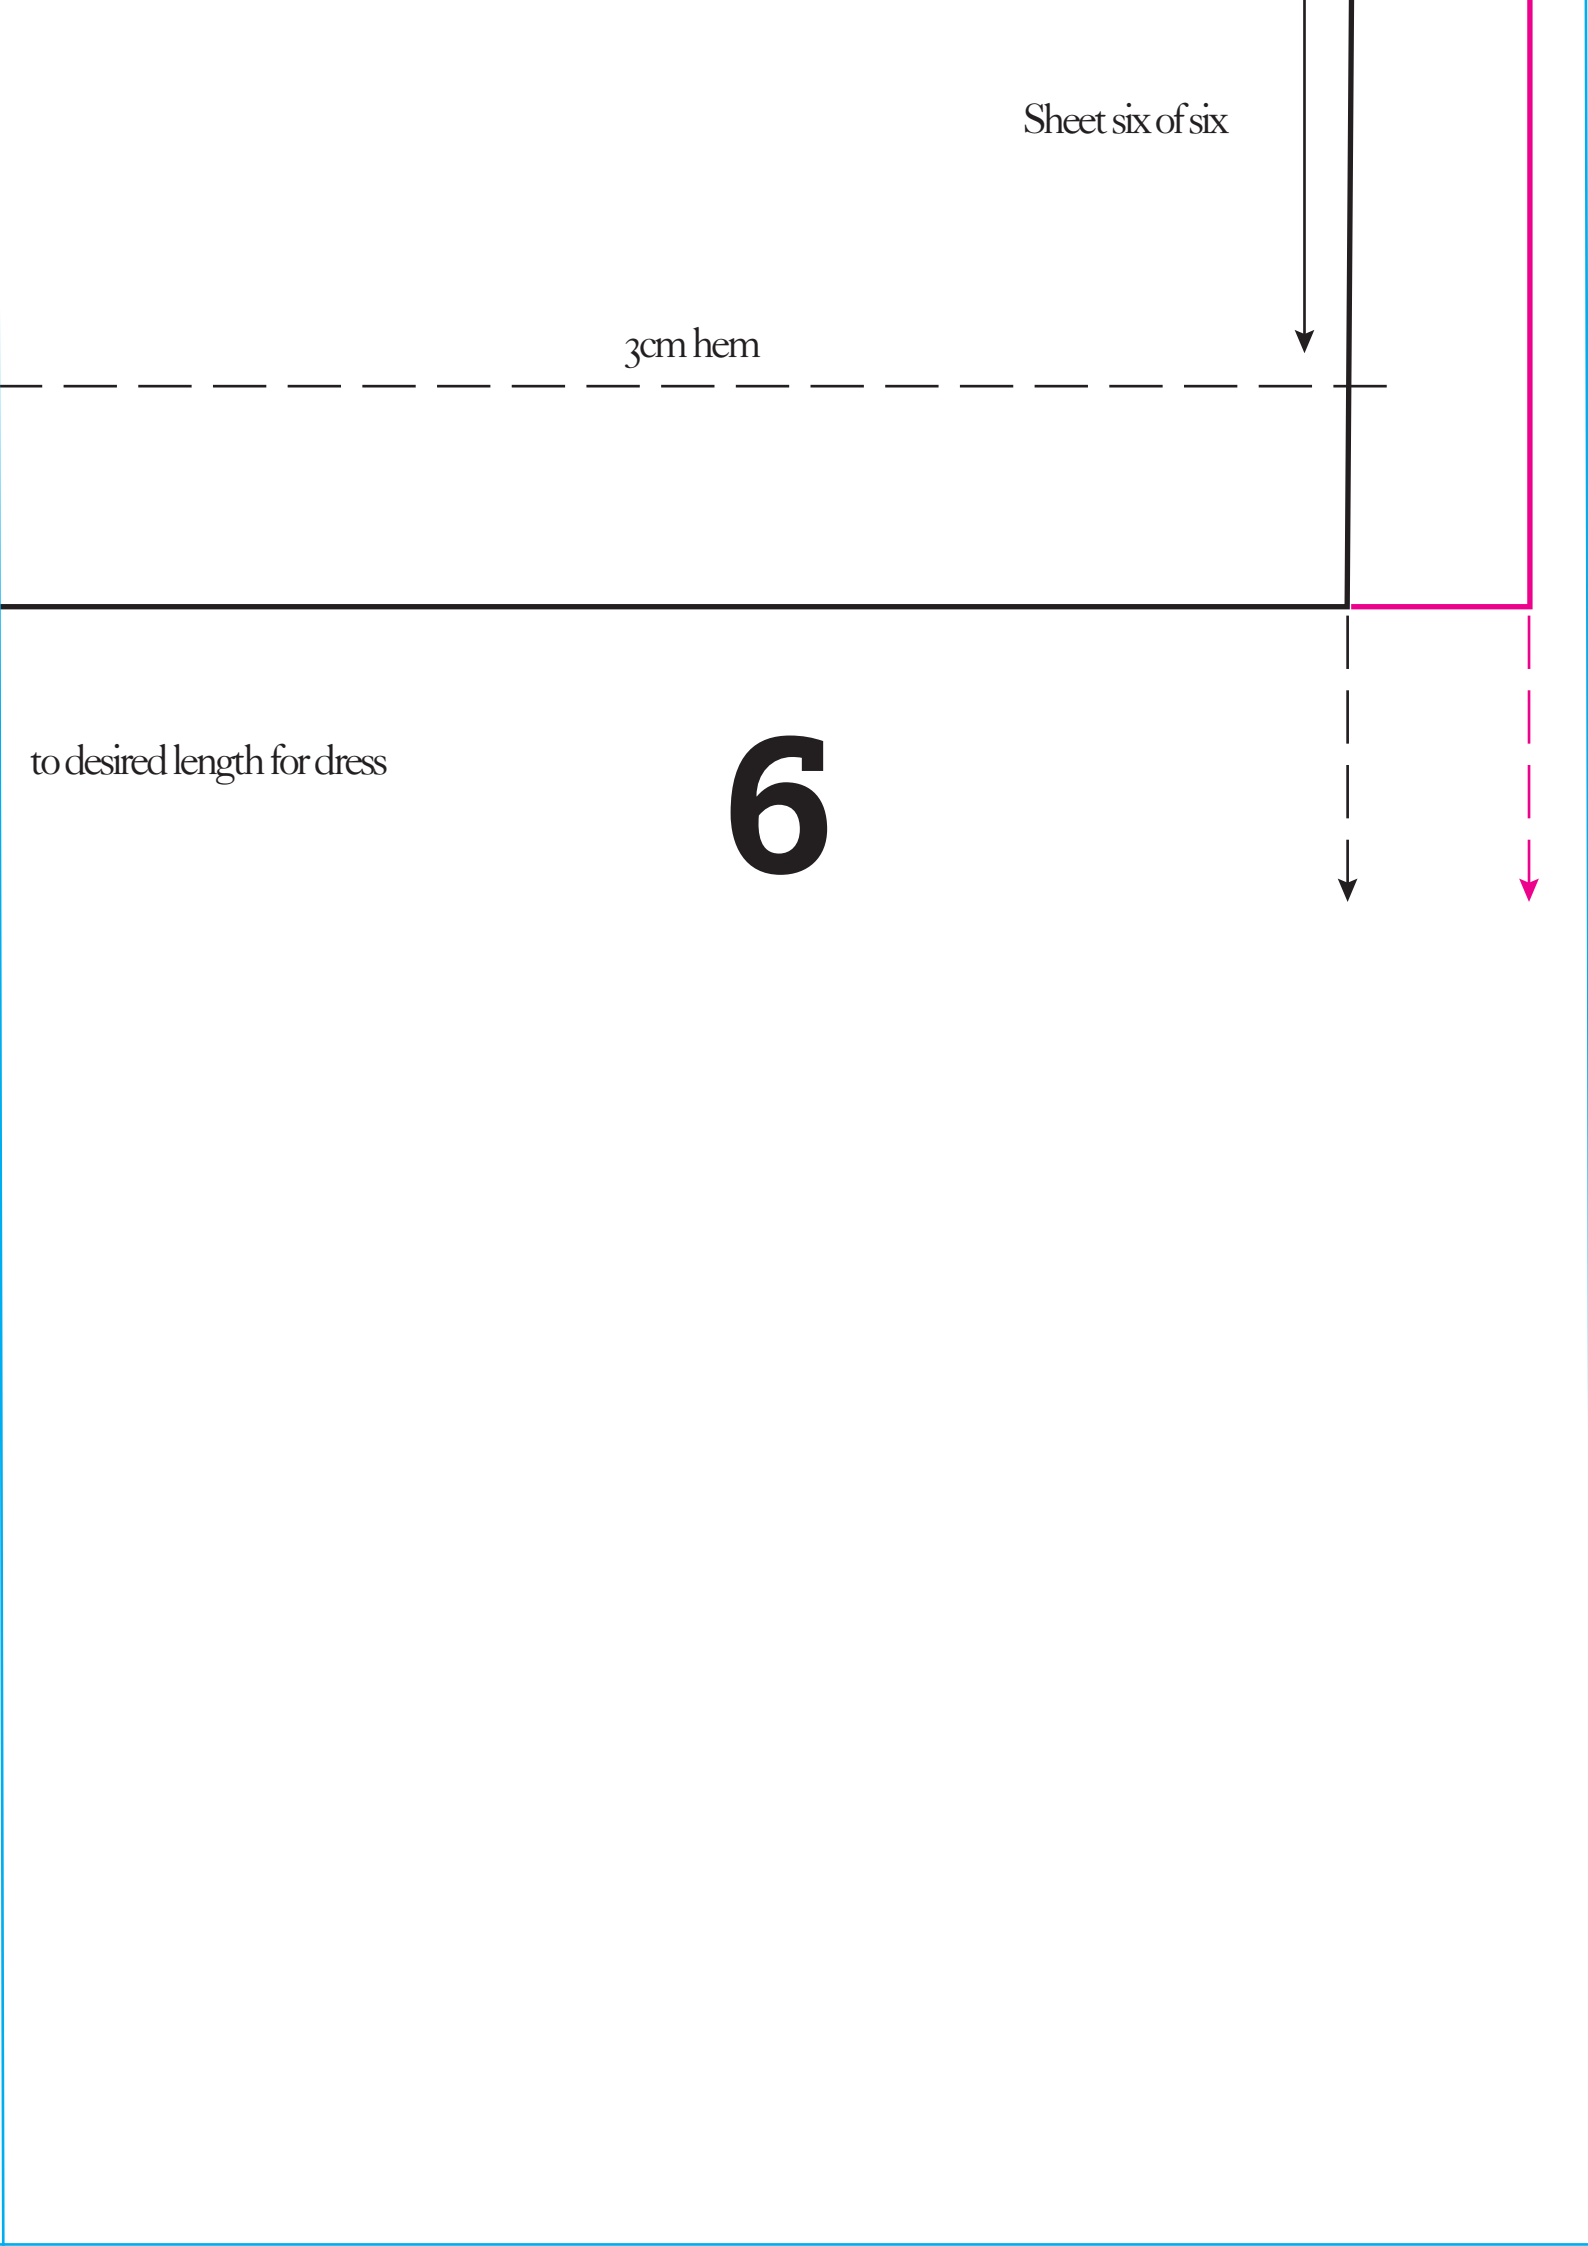 Sheet six of six
3cm hem
to desired length for dress
6